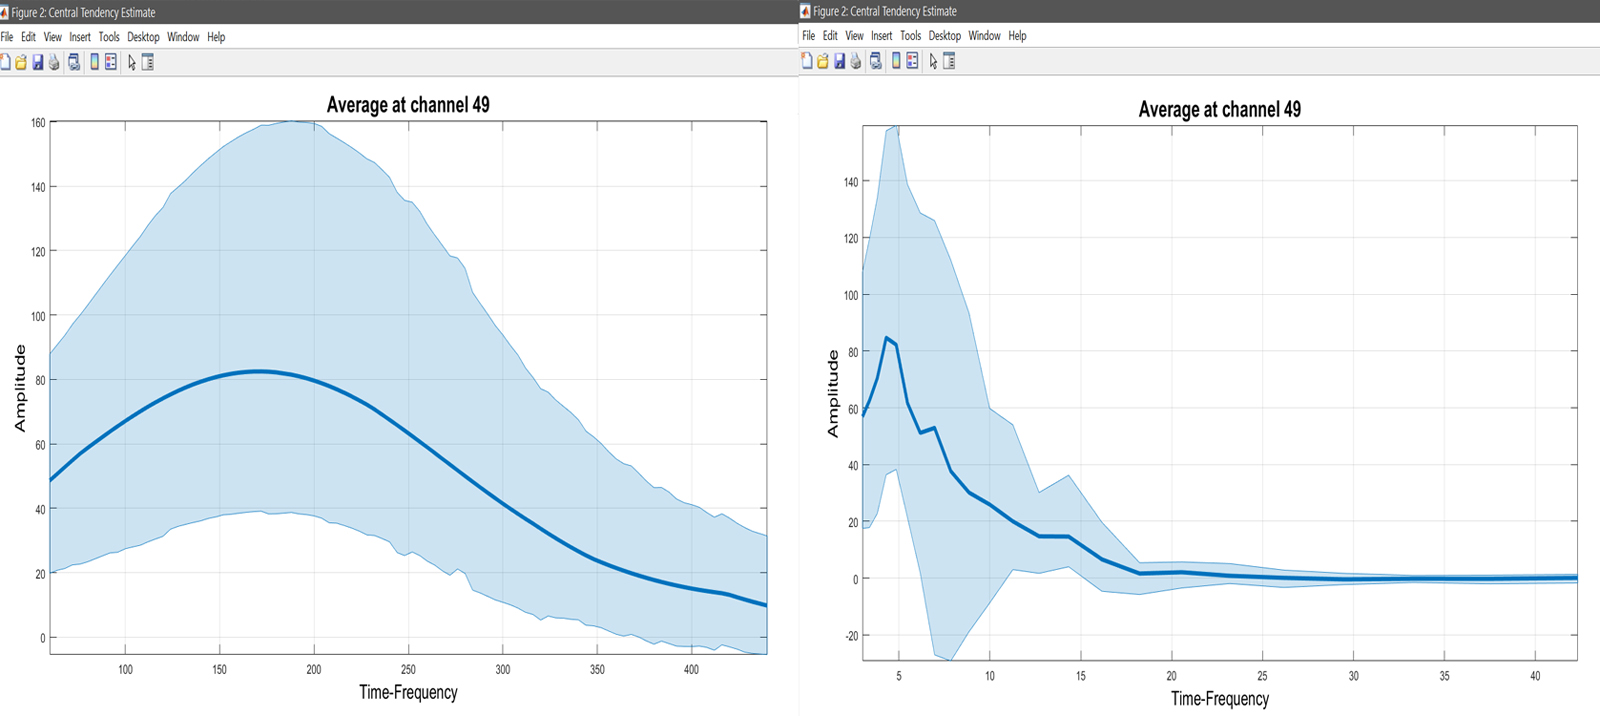 Figure 2: Central Tendency Estimate
File Edit View Insert Tools Desktop Window Help
Average at channel 49
160
140
120
100
80
60
40
20
0
Amplitude
100 150 200 250 300 350 400
Time-Frequency
Figure 2: Central Tendency Estimate
File Edit View Insert Tools Desktop Window Help
Average at channel 49
140
120
100
80
60
40
20
0
-20
Amplitude
5 10 15 20 25 30 35 40
Time-Frequency